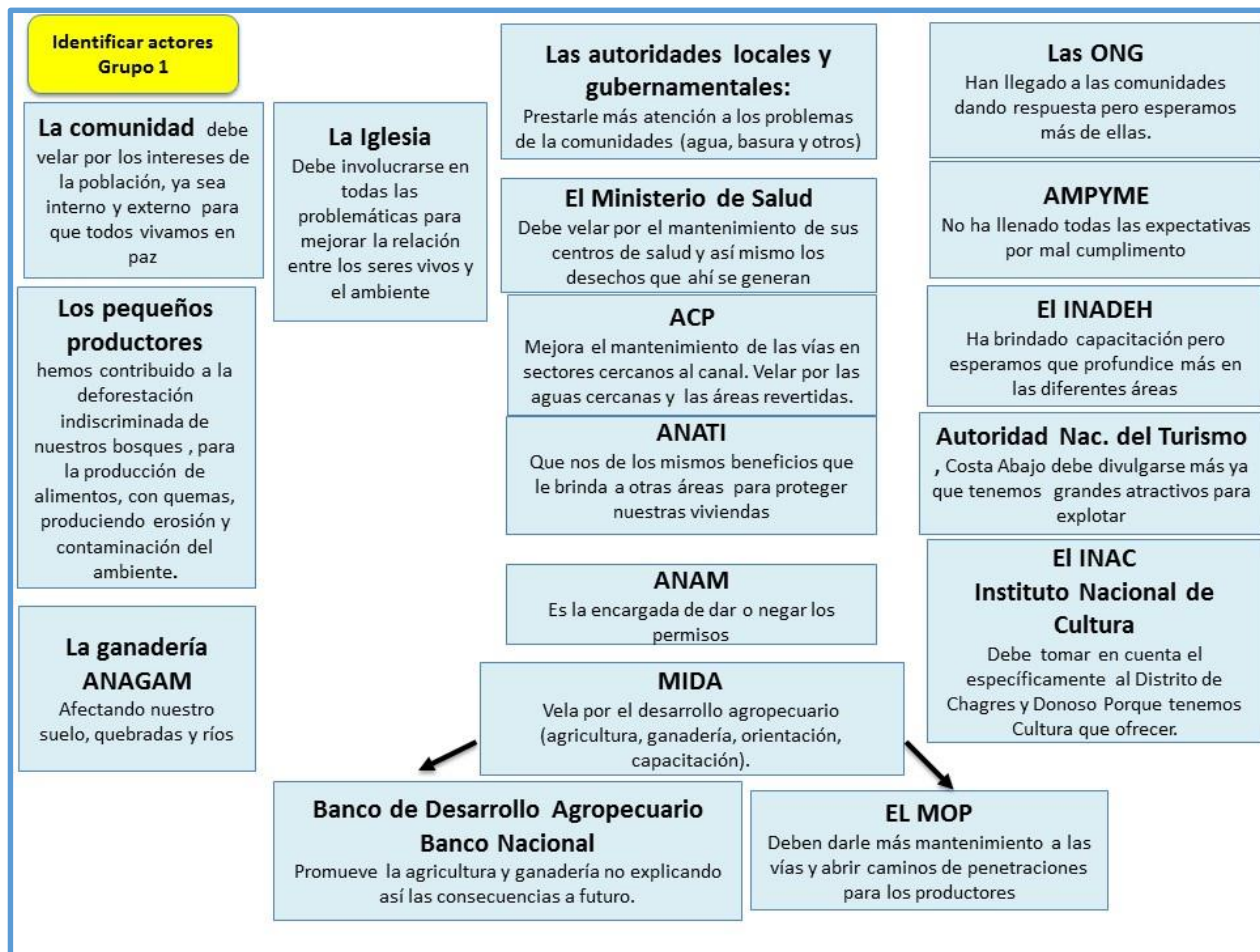 Identificar actores
Grupo 1
La comunidad debe
velar por los intereses de
la población, ya sea
interno y externo para
que todos vivamos en
paz
Los pequeños
productores
hemos contribuido a la
deforestación
indiscriminada de
nuestros bosques , para
la producción de
alimentos, con quemas,
produciendo erosión y
contaminación del
ambiente.
La ganadería
ANAGAM
Afectando nuestro
suelo, quebradas y ríos
La Iglesia
Debe involucrarse en
todas las
problemáticas para
mejorar la relación
entre los seres vivos y
el ambiente
Las autoridades locales y
gubernamentales:
Prestarle más atención a los problemas
de la comunidades (agua, basura y otros)
El Ministerio de Salud
Debe velar por el mantenimiento de sus
centros de salud y así mismo los
desechos que ahí se generan
ACP
Mejora el mantenimiento de las vías en
sectores cercanos al canal. Velar por las
aguas cercanas y las áreas revertidas.
ANATI
Que nos de los mismos beneficios que
le brinda a otras áreas para proteger
nuestras viviendas
ANAM
Es la encargada de dar o negar los
permisos
MIDA
Vela por el desarrollo agropecuario
(agricultura, ganadería, orientación,
capacitación).
Banco de Desarrollo Agropecuario
Banco Nacional
Promueve la agricultura y ganadería no explicando
así las consecuencias a futuro.
EL MOP
Deben darle más mantenimiento a las
vías y abrir caminos de penetraciones
para los productores
Las ONG
Han llegado a las comunidades
dando respuesta pero esperamos
más de ellas.
AMPYME
No ha llenado todas las expectativas
por mal cumplimento
El INADEH
Ha brindado capacitación pero
esperamos que profundice más en
las diferentes áreas
Autoridad Nac. del Turismo
, Costa Abajo debe divulgarse más ya
que tenemos grandes atractivos para
explotar
El INAC
Instituto Nacional de
Cultura
Debe tomar en cuenta el
específicamente al Distrito de
Chagres y Donoso Porque tenemos
Cultura que ofrecer.